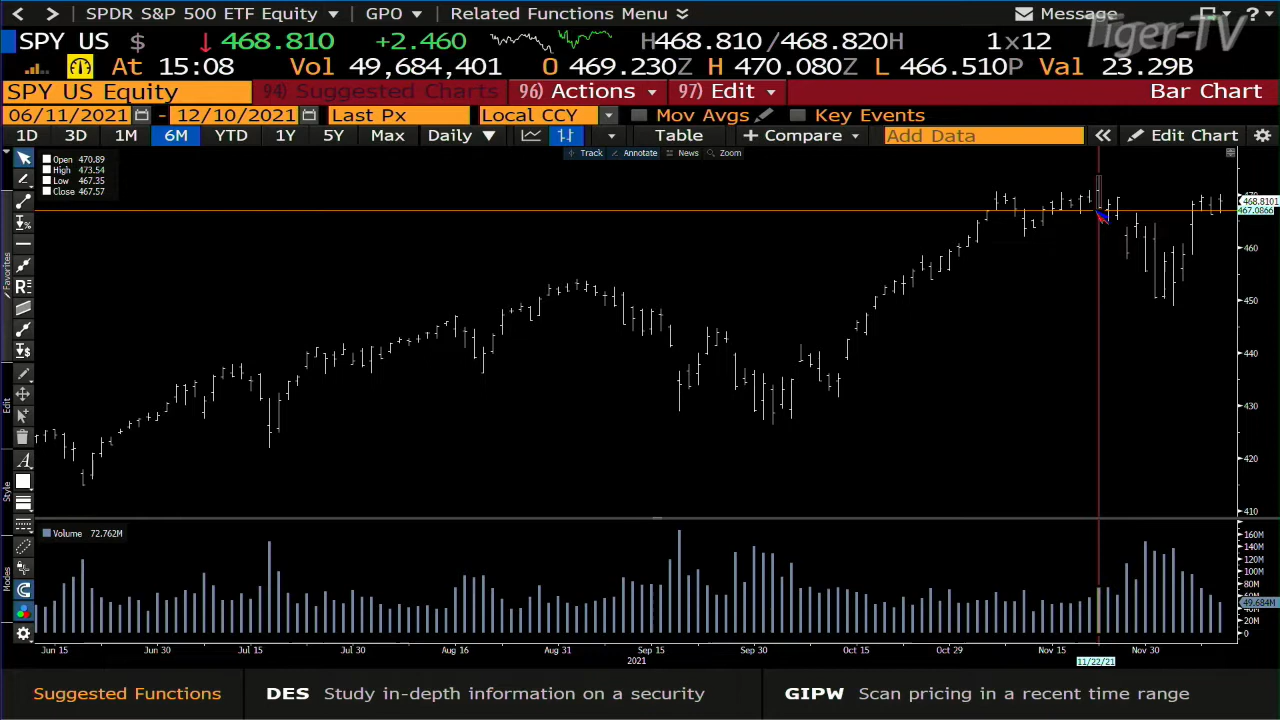 SPDR S&P 500 ETF Equity GPO Related Functions Menu Message ?
Tiger-TV
SPY US $ ↓ 468.810 +2.460 H468.810/468.820H 1x12
At 15:08 Vol 49,684,401 O 469.230Z H 470.080Z L 466.510P Val 23.29B
SPY US Equity 94) Suggested Charts 96) Actions 97) Edit Bar Chart
06/11/2021 - 12/10/2021 Last Px Local CCY Mov Avgs Key Events
1D 3D 1M 6M YTD 1Y 5Y Max Daily ▼ Table + Compare Add Data « Edit Chart
Track Annotate News Zoom
Open 470.89
High 473.54
Low 467.35
Close 467.57
470
468.8101
467.0866
460
450
440
430
420
410
Favorites
Edit
Style
Modes
Volume 72.762M
160M
140M
120M
100M
80M
60M
49.684M
40M
20M
0
Jun 15 Jun 30 Jul 15 Jul 30 Aug 16 Aug 31 Sep 15 Sep 30 Oct 15 Oct 29 Nov 15 Nov 30
2021
11/22/21
Suggested Functions DES Study in-depth information on a security GIPW Scan pricing in a recent time range